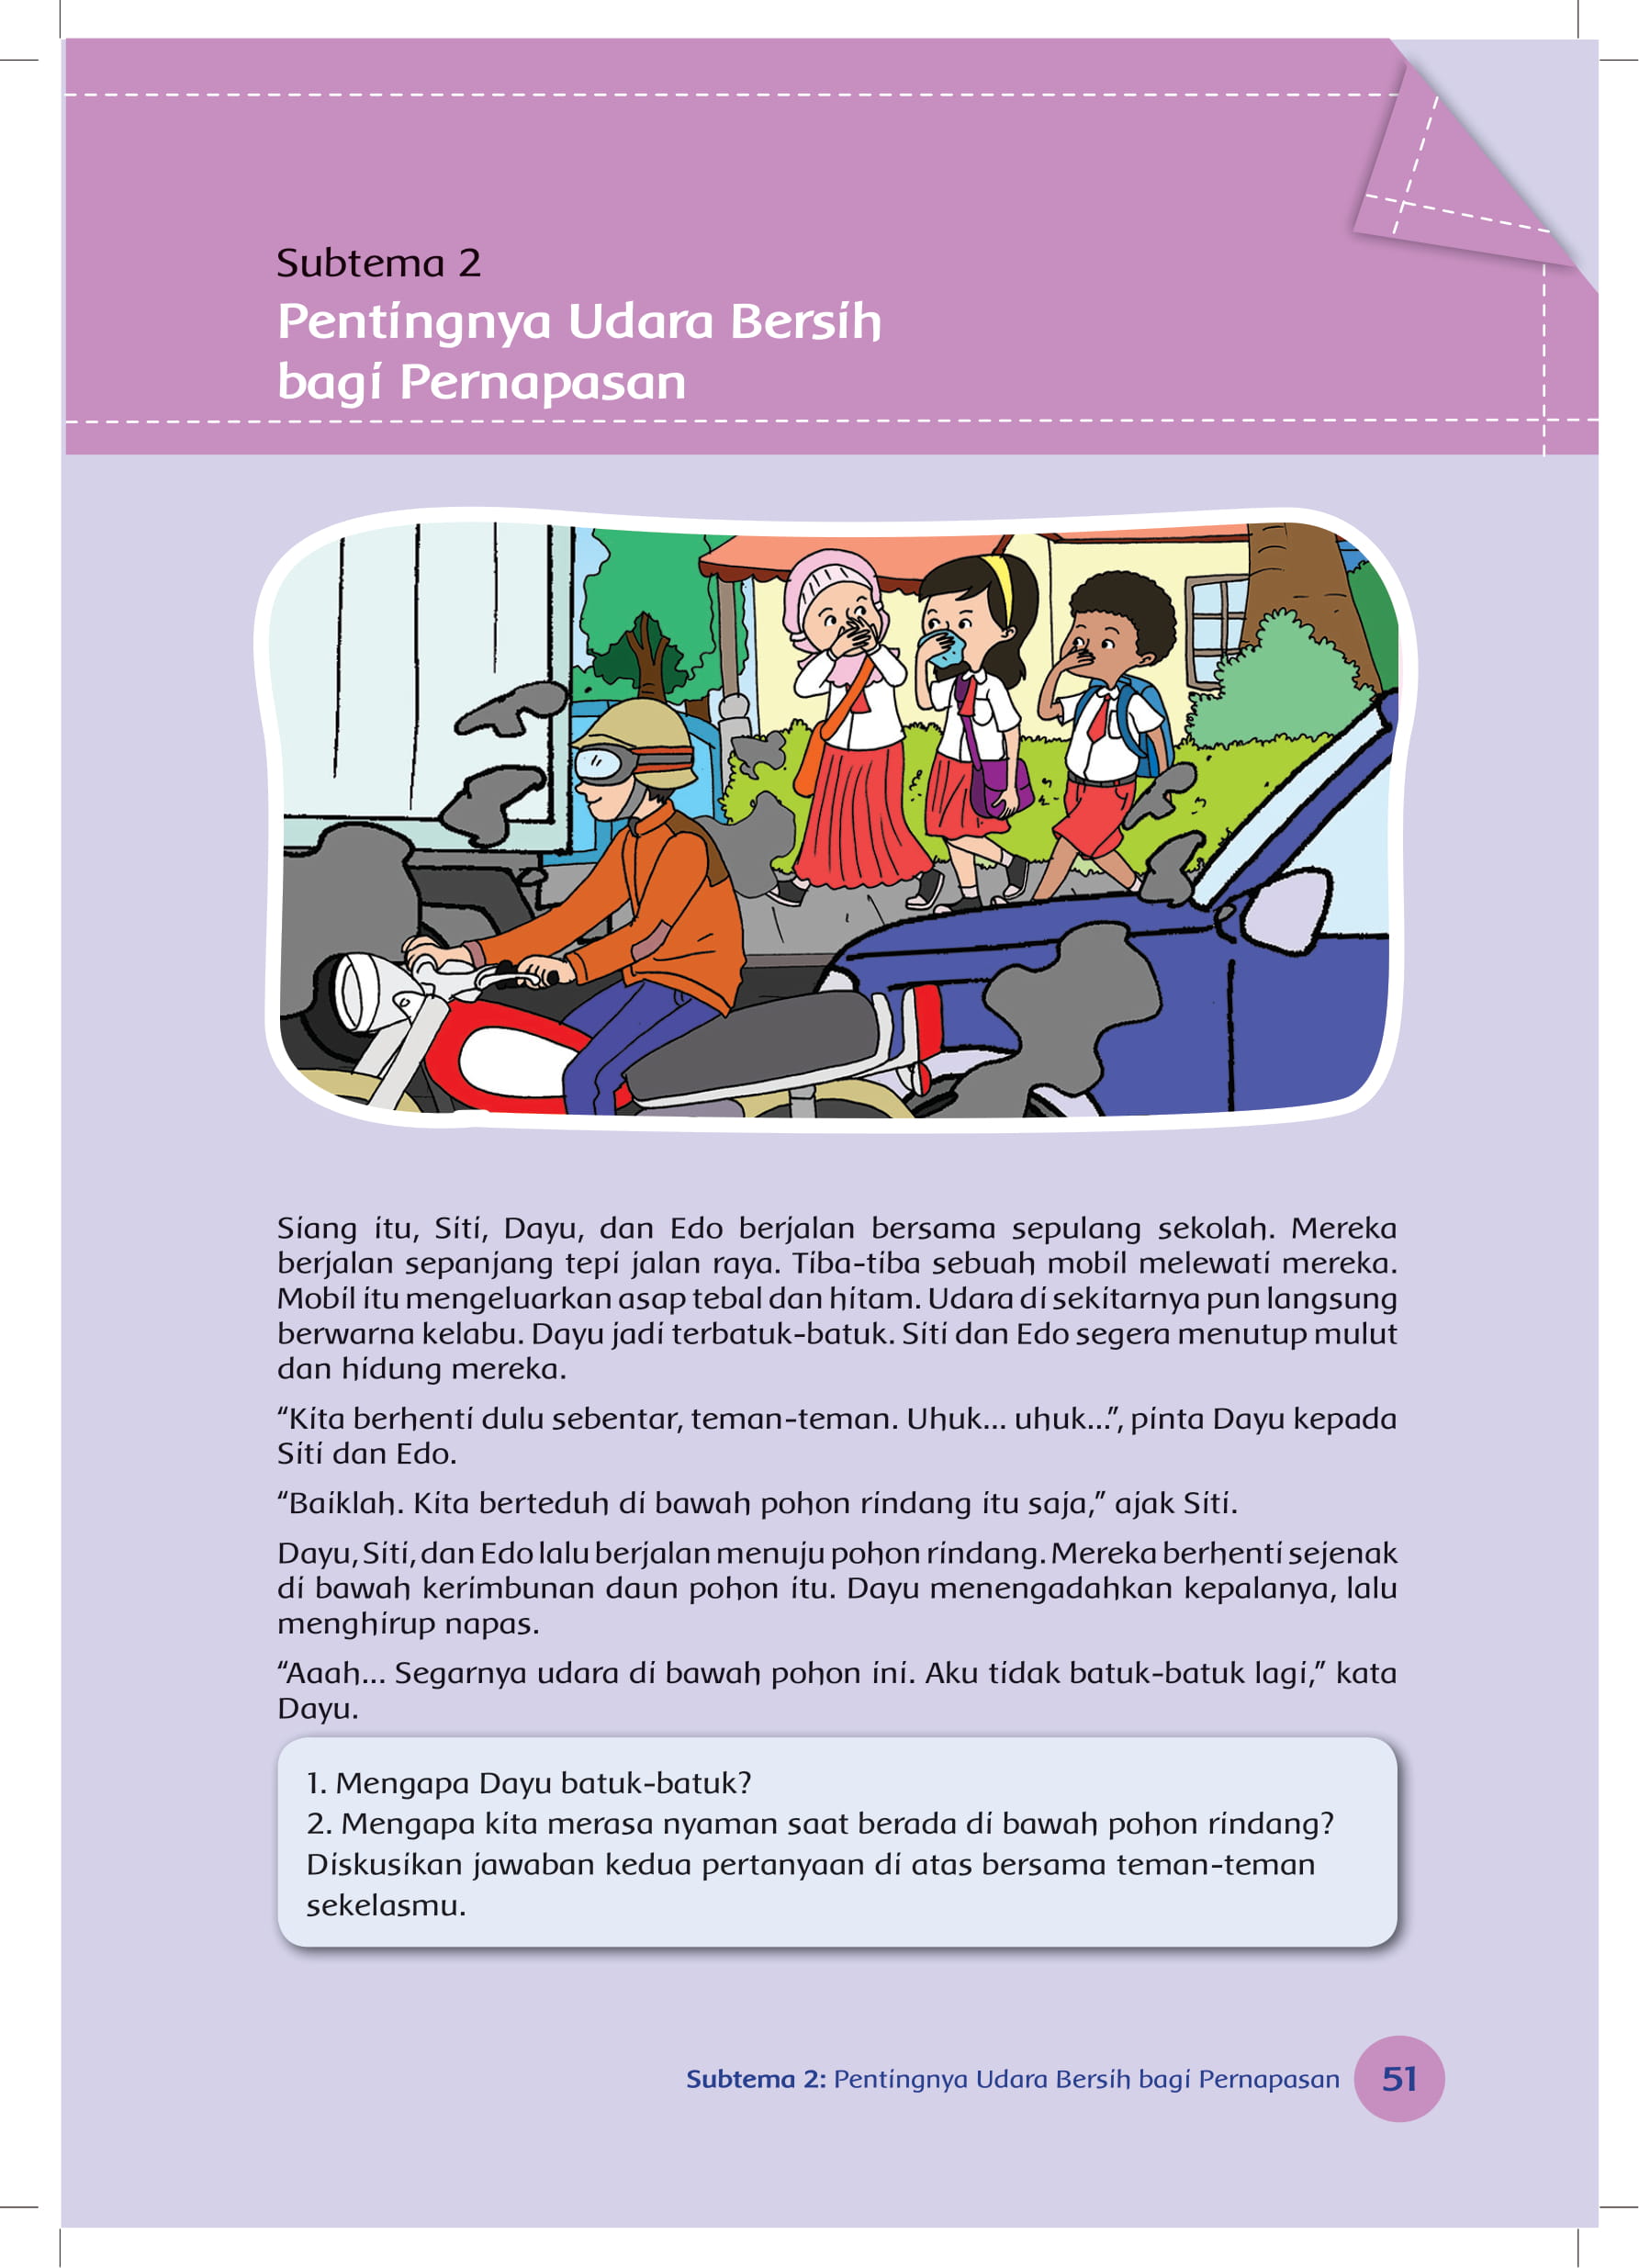 Subtema 2
Pentingnya Udara Bersih
bagi Pernapasan
Siang itu, Siti, Dayu, dan Edo berjalan bersama sepulang sekolah. Mereka
berjalan sepanjang tepi jalan raya. Tiba-tiba sebuah mobil melewati mereka.
Mobil itu mengeluarkan asap tebal dan hitam. Udara di sekitarnya pun langsung
berwarna kelabu. Dayu jadi terbatuk-batuk. Siti dan Edo segera menutup mulut
dan hidung mereka.
“Kita berhenti dulu sebentar, teman-teman. Uhuk... uhuk...”, pinta Dayu kepada
Siti dan Edo.
“Baiklah. Kita berteduh di bawah pohon rindang itu saja,” ajak Siti.
Dayu, Siti, dan Edo lalu berjalan menuju pohon rindang. Mereka berhenti sejenak
di bawah kerimbunan daun pohon itu. Dayu menengadahkan kepalanya, lalu
menghirup napas.
“Aaah... Segarnya udara di bawah pohon ini. Aku tidak batuk-batuk lagi,” kata
Dayu.
1. Mengapa Dayu batuk-batuk?
2. Mengapa kita merasa nyaman saat berada di bawah pohon rindang?
Diskusikan jawaban kedua pertanyaan di atas bersama teman-teman
sekelasmu.
Subtema 2: Pentingnya Udara Bersih bagi Pernapasan 51